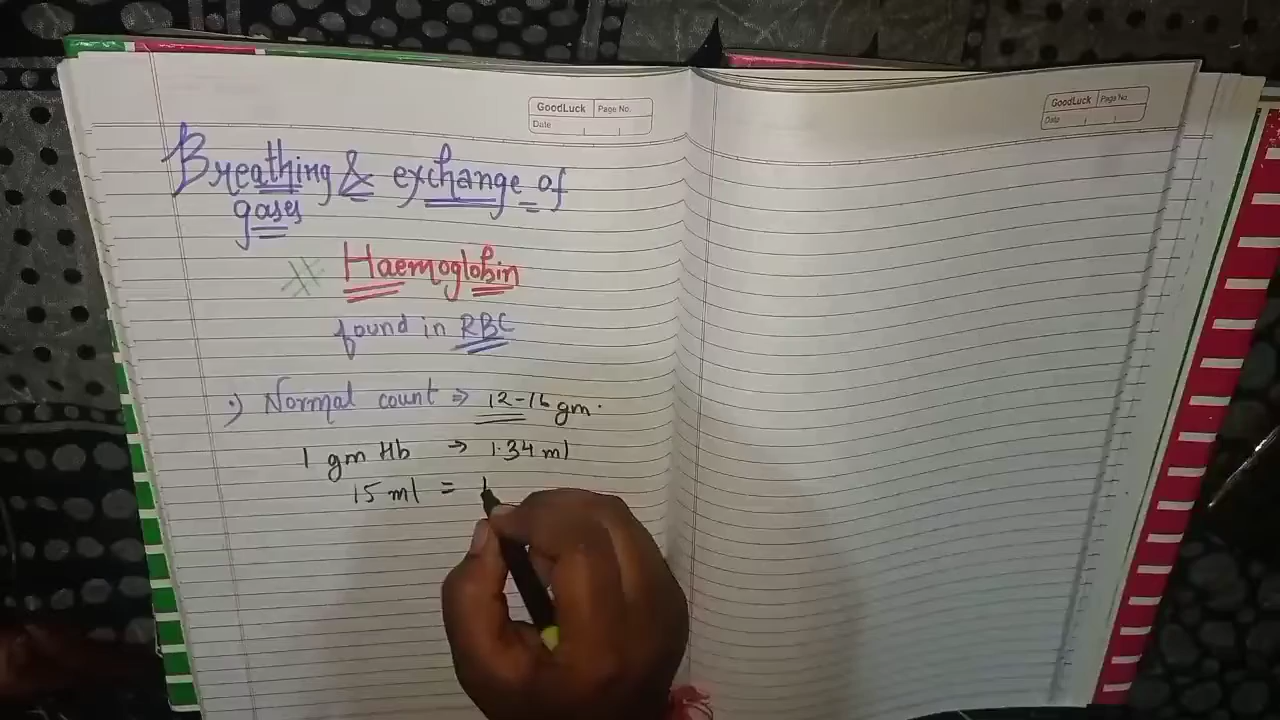 GoodLuck Page No.
Date
GoodLuck Page No.
Date
Breathing & exchange of
gases
# Haemoglobin
found in RBC
•) Normal count ⇒ 12-16 gm.
1 gm Hb → 1.34 ml
15 ml = 1